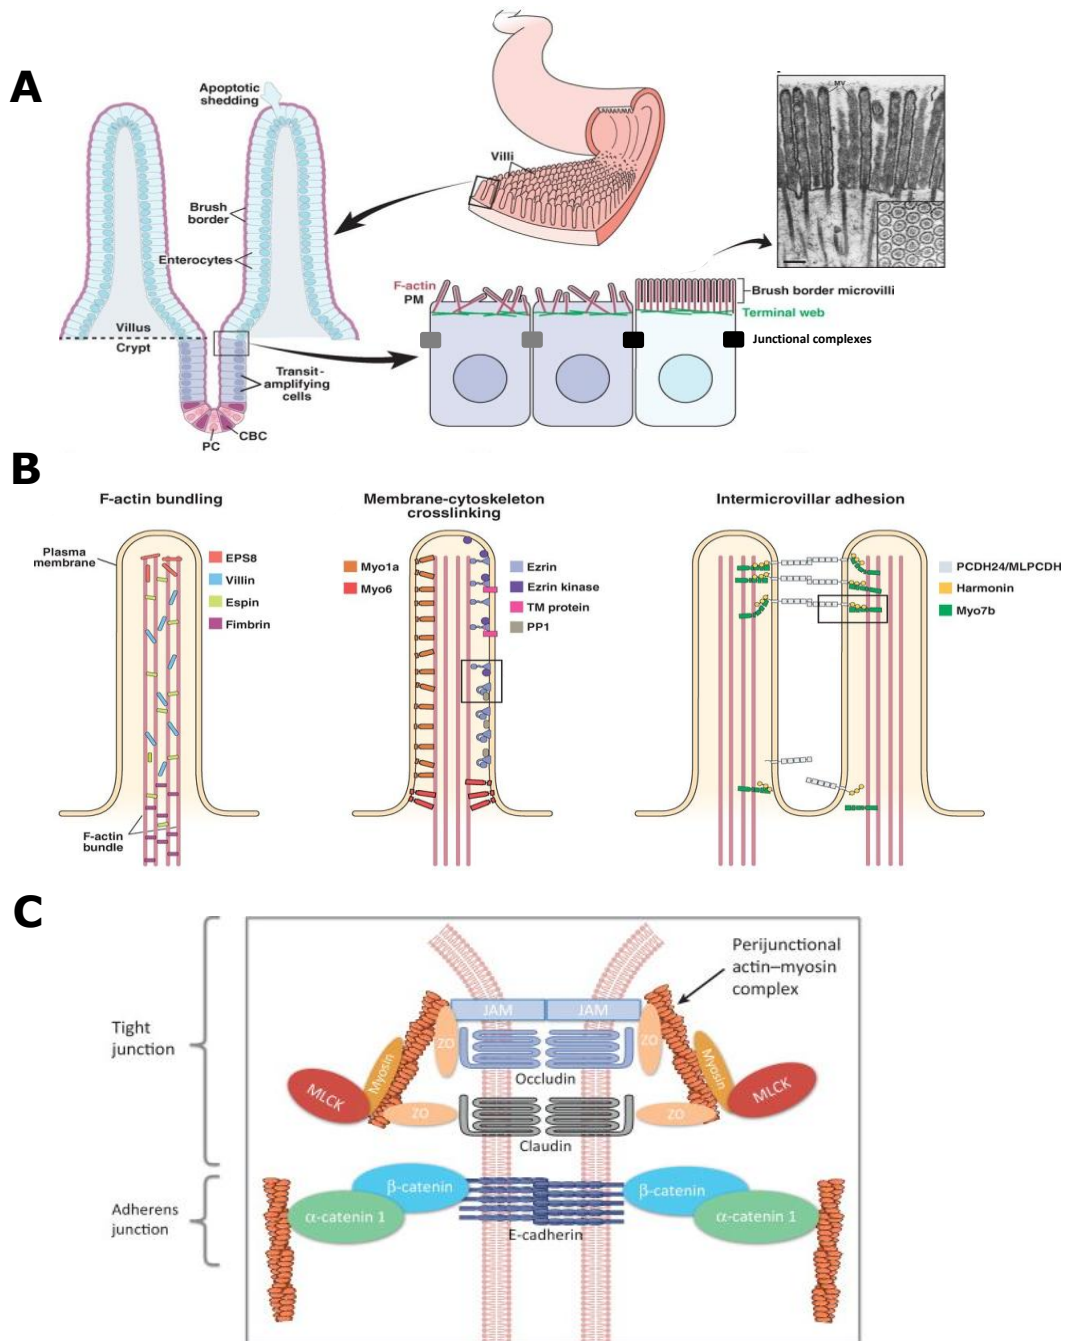 A
Apoptotic
shedding
Villi
Brush
border
Enterocytes
Villus
Crypt
Transit-
amplifying
cells
CBC
PC
MV
F-actin
PM
Brush border microvilli
Terminal web
Junctional complexes
B
F-actin bundling
Plasma
membrane
EPS8
Villin
Espin
Fimbrin
F-actin
bundle
Membrane-cytoskeleton
crosslinking
Myo1a
Myo6
Ezrin
Ezrin kinase
TM protein
PP1
Intermicrovillar adhesion
PCDH24/MLPCDH
Harmonin
Myo7b
C
Tight
junction
Adherens
junction
Perijunctional
actin–myosin
complex
JAM
JAM
ZO
ZO
Occludin
Myosin
Myosin
MLCK
MLCK
ZO
ZO
Claudin
β-catenin
β-catenin
α-catenin 1
α-catenin 1
E-cadherin